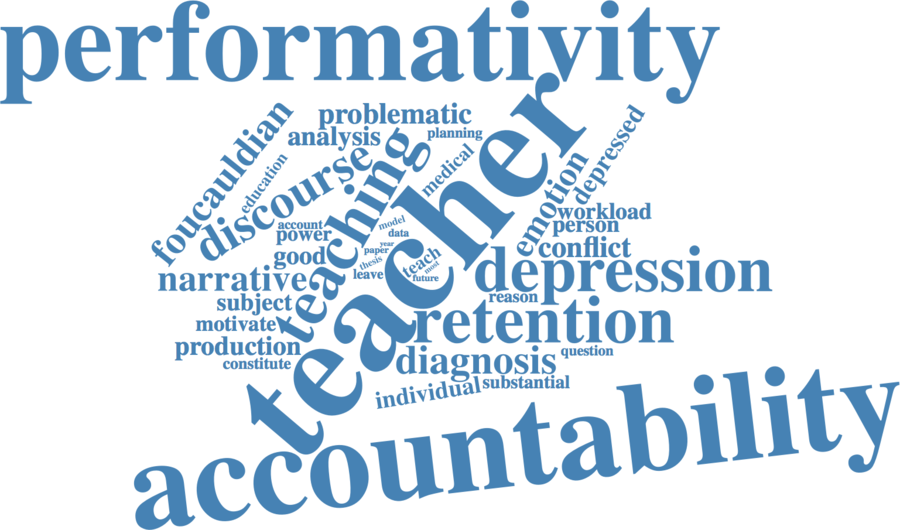 performativity
foucauldian
problematic
analysis
planning
education
discourse
teaching
medical
teacher
emotion
depressed
workload
person
conflict
account
power
model
data
year
paper
thesis
good
leave
teach
most
future
narrative
depression
subject
reason
motivate
retention
production
constitute
diagnosis
question
individual
substantial
accountability